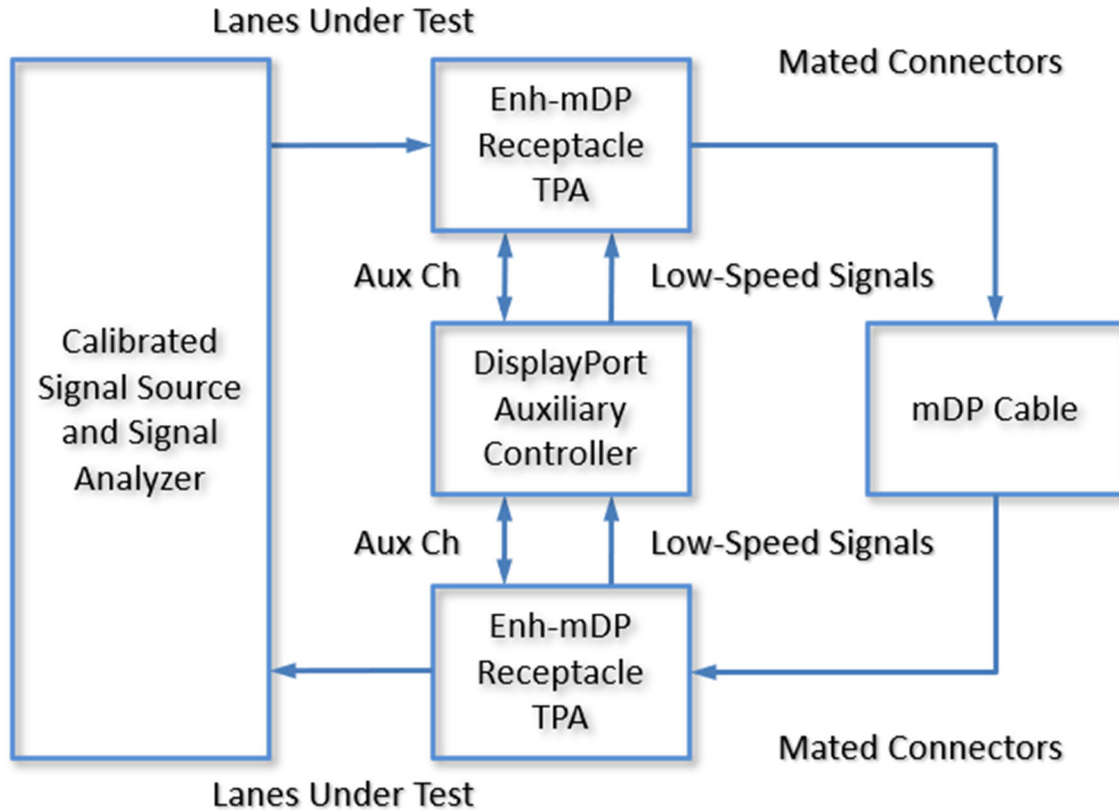 Lanes Under Test
Mated Connectors
Enh-mDP
Receptacle
TPA
Aux Ch
Low-Speed Signals
Calibrated
Signal Source
and Signal
Analyzer
DisplayPort
Auxiliary
Controller
mDP Cable
Aux Ch
Low-Speed Signals
Enh-mDP
Receptacle
TPA
Mated Connectors
Lanes Under Test